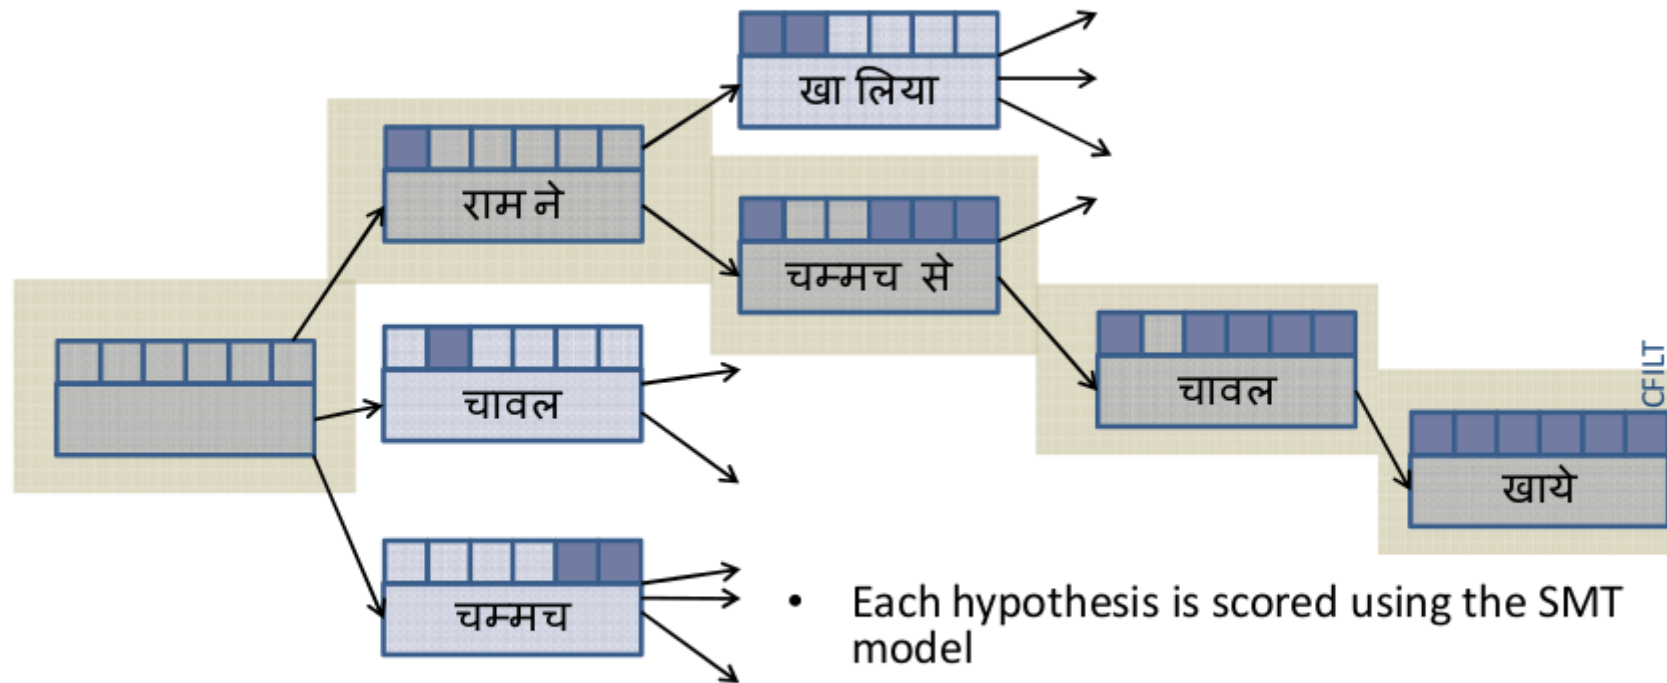 खा लिया
राम ने
चम्मच से
चावल
चावल
खाये
चम्मच
CFILT
• Each hypothesis is scored using the SMT
model